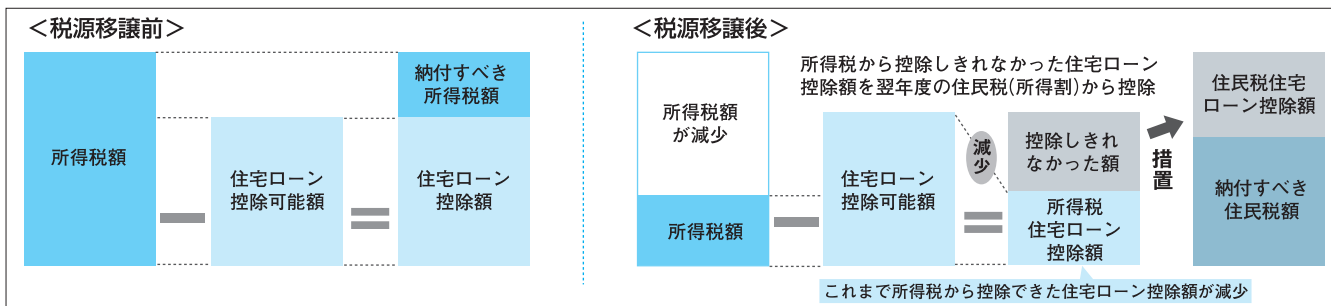 ＜税源移譲前＞
所得税額
住宅ローン
控除可能額
納付すべき
所得税額
住宅ローン
控除額
＜税源移譲後＞
所得税から控除しきれなかった住宅ローン
控除額を翌年度の住民税(所得割)から控除
所得税額
が減少
所得税額
住宅ローン
控除可能額
減少
控除しきれ
なかった額
所得税
住宅ローン
控除額
措置
住民税住宅
ローン控除額
納付すべき
住民税額
これまで所得税から控除できた住宅ローン控除額が減少